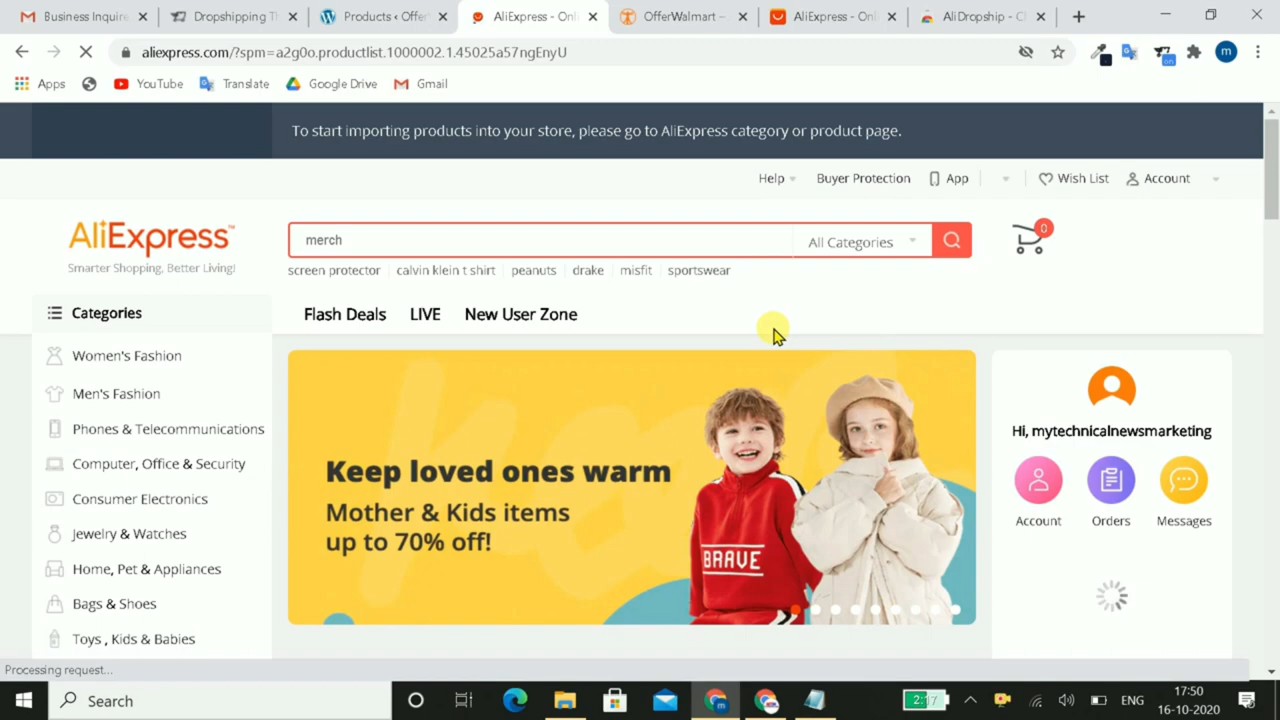 Business Inquire
Dropshipping Th
Products ‹ Offer
AliExpress - Onl
OfferWalmart –
AliExpress - Onl
AliDropship - C
aliexpress.com/?spm=a2g0o.productlist.1000002.1.45025a57ngEnyU
on
m
Apps
YouTube
Translate
Google Drive
Gmail
To start importing products into your store, please go to AliExpress category or product page.
Help
Buyer Protection
App
Wish List
Account
AliExpress™
Smarter Shopping, Better Living!
merch
All Categories
0
screen protector
calvin klein t shirt
peanuts
drake
misfit
sportswear
Categories
Flash Deals
LIVE
New User Zone
Women's Fashion
Men's Fashion
Phones & Telecommunications
Computer, Office & Security
Consumer Electronics
Jewelry & Watches
Home, Pet & Appliances
Bags & Shoes
Toys , Kids & Babies
Keep loved ones warm
Mother & Kids items
up to 70% off!
BRAVE
Hi, mytechnicalnewsmarketing
Account
Orders
Messages
Processing request...
Search
m
2:17
ENG
17:50
16-10-2020